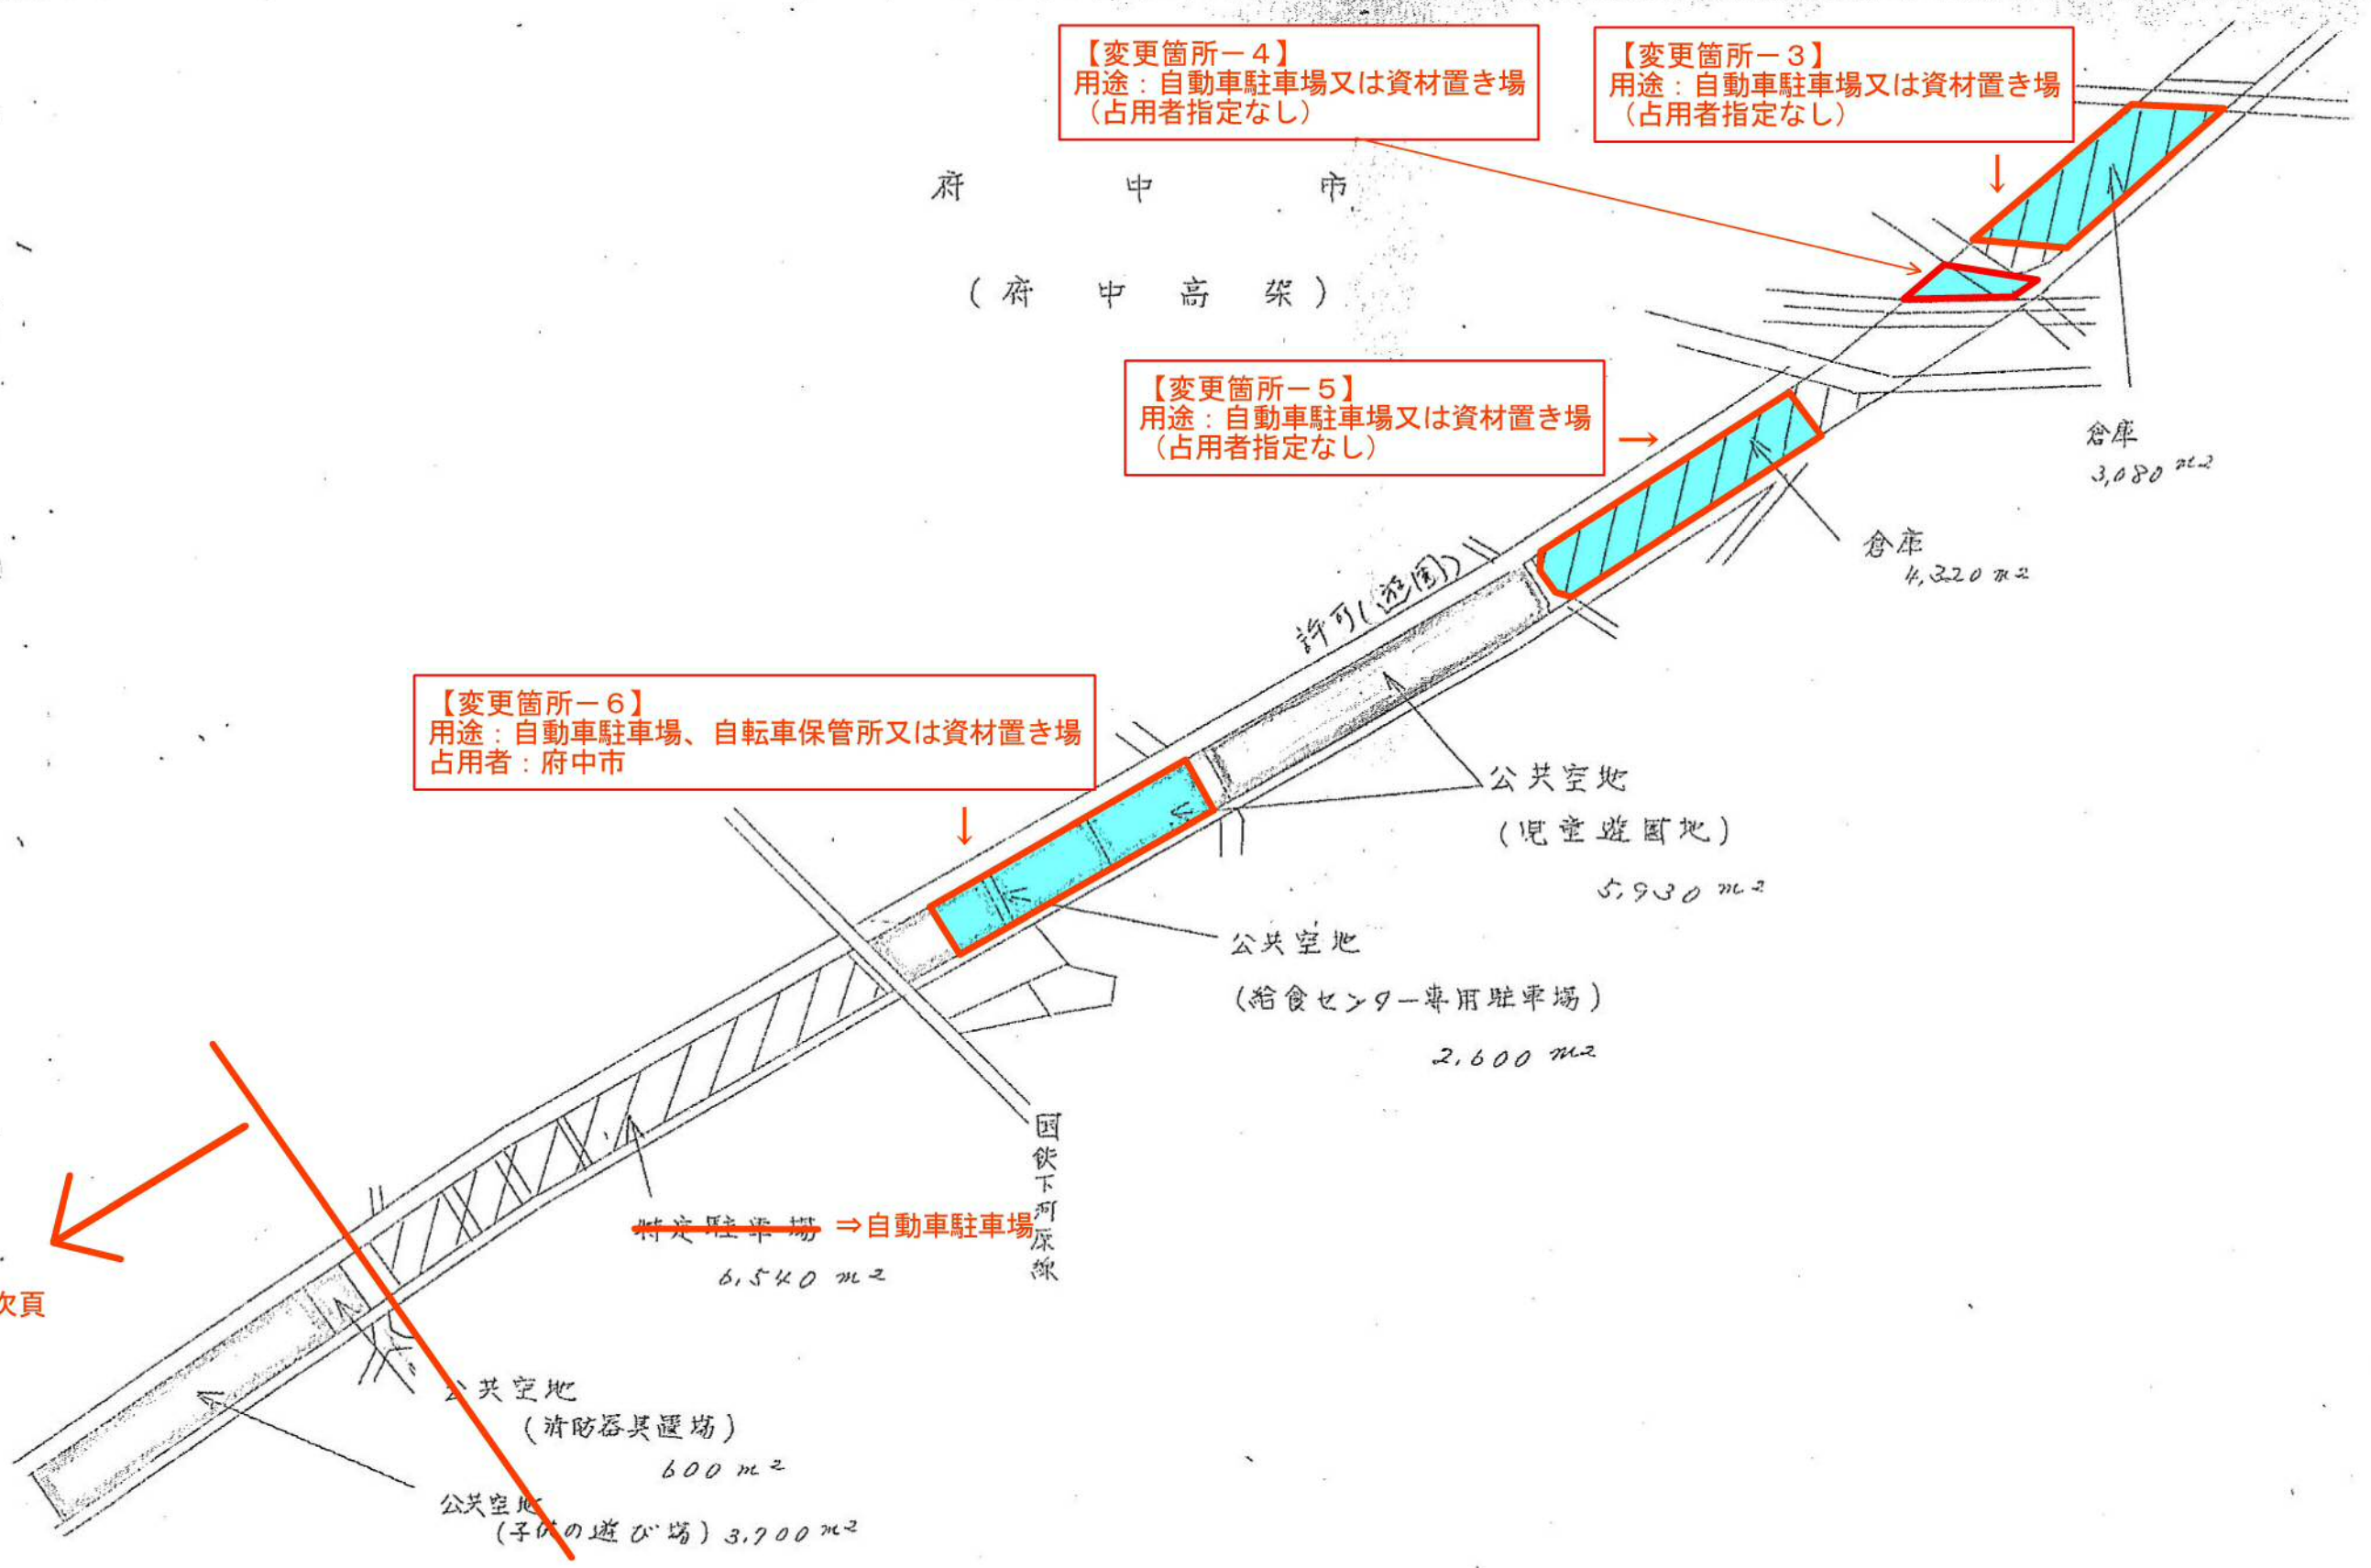 【変更箇所－４】
用途：自動車駐車場又は資材置き場
（占用者指定なし）
【変更箇所－３】
用途：自動車駐車場又は資材置き場
（占用者指定なし）
府中市
(府中高架)
【変更箇所－５】
用途：自動車駐車場又は資材置き場
（占用者指定なし）
倉庫
3,080 m2
倉庫
4,320 m2
許可(遊園)
【変更箇所－６】
用途：自動車駐車場、自転車保管所又は資材置き場
占用者：府中市
公共空地
(児童遊園地)
5,930 m2
公共空地
(給食センター専用駐車場)
2,600 m2
国鉄下河原線
特定駐車場 ⇒自動車駐車場
6,540 m2
次頁
公共空地
(消防器具置場)
600 m2
公共空地
(子供の遊び場) 3,700 m2